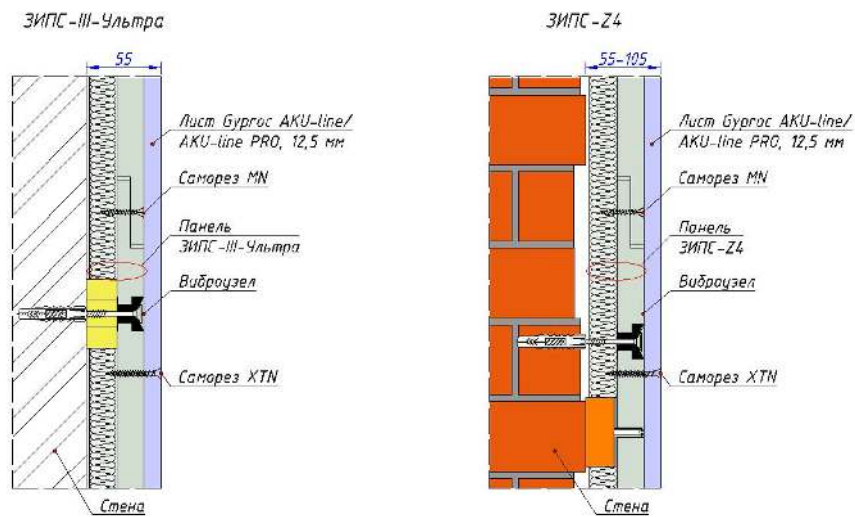 ЗИПС-III-Ультра
55
Лист Gyproc AKU-line/
AKU-line PRO, 12,5 мм
Саморез MN
Панель
ЗИПС-III-Ультра
Виброузел
Саморез XTN
Стена
ЗИПС-Z4
55-105
Лист Gyproc AKU-line/
AKU-line PRO, 12,5 мм
Саморез MN
Панель
ЗИПС-Z4
Виброузел
Саморез XTN
Стена